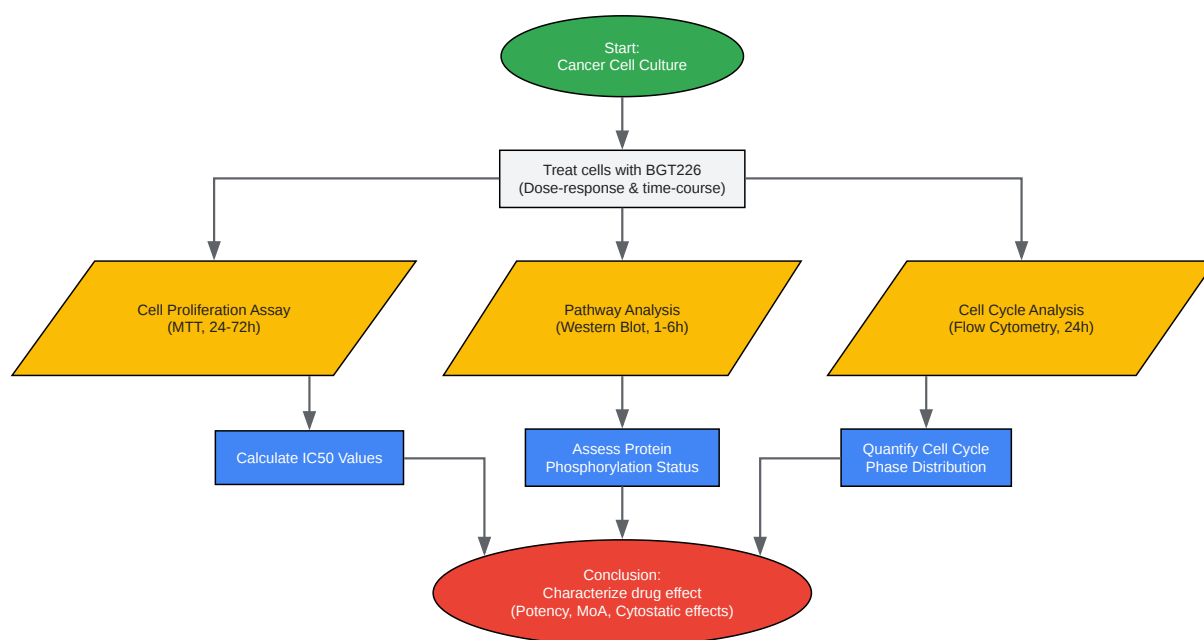 Start:
Cancer Cell Culture
Treat cells with BGT226
(Dose-response & time-course)
Cell Proliferation Assay
(MTT, 24-72h)
Pathway Analysis
(Western Blot, 1-6h)
Cell Cycle Analysis
(Flow Cytometry, 24h)
Calculate IC50 Values
Assess Protein
Phosphorylation Status
Quantify Cell Cycle
Phase Distribution
Conclusion:
Characterize drug effect
(Potency, MoA, Cytostatic effects)